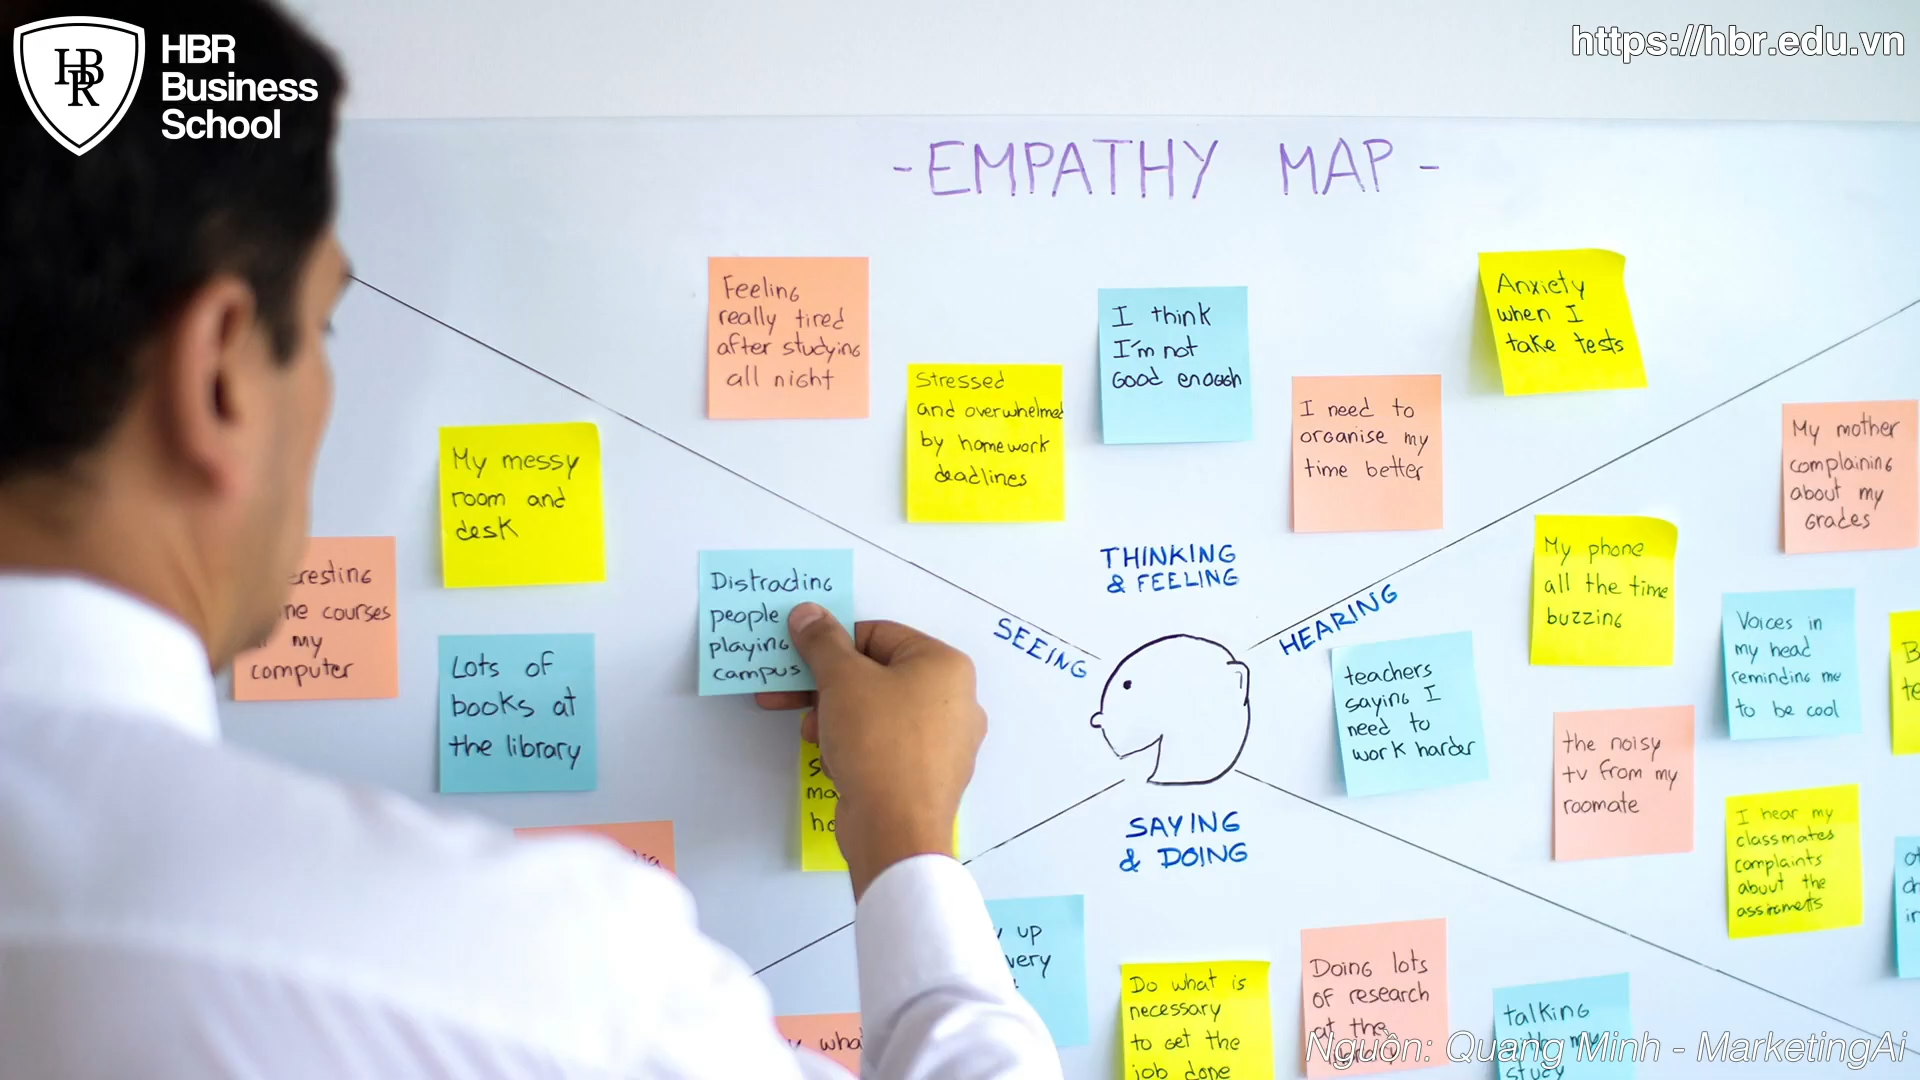 HBR
Business
School
https://hbr.edu.vn
-EMPATHY MAP-
Feeling
really tired
after studying
all night
Stressed
and overwhelmed
by homework
deadlines
I think
I'm not
Good enough
I need to
organise my
time better
Anxiety
when I
take tests
THINKING
& FEELING
My messy
room and
desk
computer
my
courses
Lots of
books at
the library
Distracting
people
playing
campus
SEEING
HEARING
My mother
complaining
about my
Grades
My phone
all the time
buzzing
Voices in
my head
reminding me
to be cool
teachers
saying I
need to
work harder
the noisy
tv from my
roomate
I hear my
classmates
complaints
about the
SAYING
& DOING
up
Do what is
necessary
to get the
job done
Doing lots
of research
at the
talking
my
study
Nguồn: Quang Minh - MarketingAi